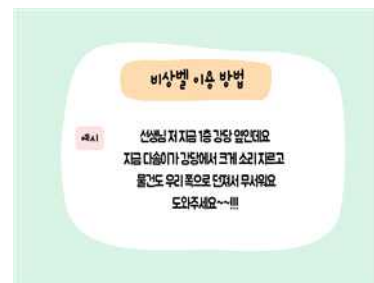 비상벨 이용 방법
예시
선생님 저 지금 1층 강당 옆인데요
지금 다솜이가 강당에서 크게 소리 지르고
물건도 우리 쪽으로 던져서 무서워요
도와주세요~~!!!